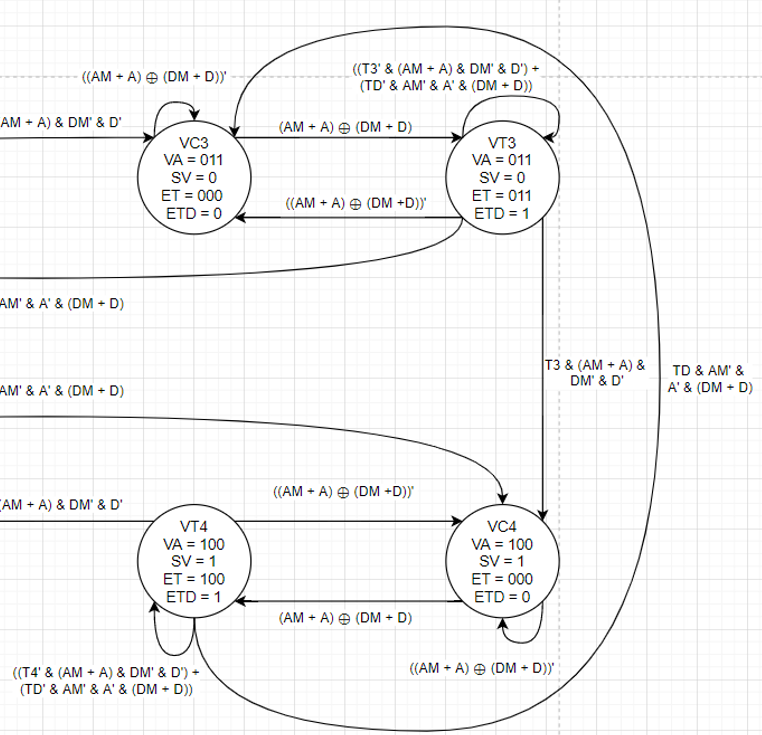 ((AM + A) ⊕ (DM + D))'
((T3' & (AM + A) & DM' & D') +
(TD' & AM' & A' & (DM + D))
AM + A) & DM' & D'
(AM + A) ⊕ (DM + D)
VC3
VA = 011
SV = 0
ET = 000
ETD = 0
VT3
VA = 011
SV = 0
ET = 011
ETD = 1
((AM + A) ⊕ (DM +D))'
AM' & A' & (DM + D)
T3 & (AM + A) &
DM' & D'
TD & AM' &
A' & (DM + D)
AM' & A' & (DM + D)
((AM + A) ⊕ (DM +D))'
(AM + A) & DM' & D'
VT4
VA = 100
SV = 1
ET = 100
ETD = 1
VC4
VA = 100
SV = 1
ET = 000
ETD = 0
(AM + A) ⊕ (DM + D)
((T4' & (AM + A) & DM' & D') +
(TD' & AM' & A' & (DM + D))
((AM + A) ⊕ (DM + D))'